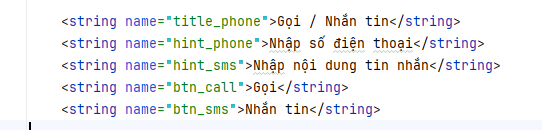 <string name="title_phone">Gọi / Nhắn tin</string>
<string name="hint_phone">Nhập số điện thoại</string>
<string name="hint_sms">Nhập nội dung tin nhắn</string>
<string name="btn_call">Gọi</string>
<string name="btn_sms">Nhắn tin</string>